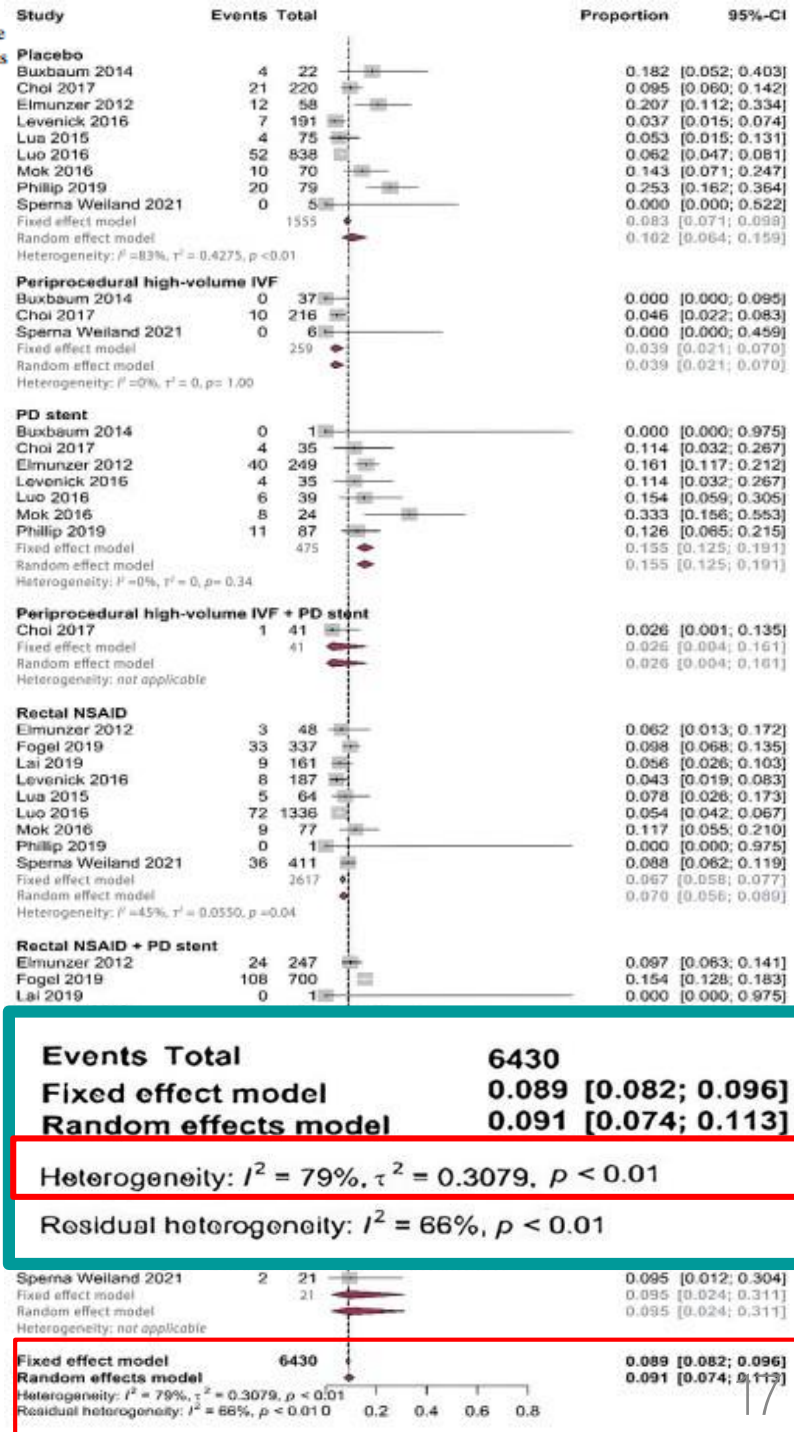 Study Events Total Proportion 95%-CI
e
s
Placebo
Buxbaum 2014 4 22 0.182 [0.052; 0.403]
Choi 2017 21 220 0.095 [0.060; 0.142]
Elmunzer 2012 12 58 0.207 [0.112; 0.334]
Levenick 2016 7 191 0.037 [0.015; 0.074]
Lua 2015 4 75 0.053 [0.015; 0.131]
Luo 2016 52 838 0.062 [0.047; 0.081]
Mok 2016 10 70 0.143 [0.071; 0.247]
Phillip 2019 20 79 0.253 [0.162; 0.364]
Sperna Weiland 2021 0 5 0.000 [0.000; 0.522]
Fixed effect model 1555 0.083 [0.071; 0.098]
Random effect model 0.102 [0.064; 0.159]
Heterogeneity: I² =83%, τ² = 0.4275, p <0.01
Periprocedural high-volume IVF
Buxbaum 2014 0 37 0.000 [0.000; 0.095]
Choi 2017 10 216 0.046 [0.022; 0.083]
Sperna Weiland 2021 0 6 0.000 [0.000; 0.459]
Fixed effect model 259 0.039 [0.021; 0.070]
Random effect model 0.039 [0.021; 0.070]
Heterogeneity: I² =0%, τ² = 0, p= 1.00
PD stent
Buxbaum 2014 0 1 0.000 [0.000; 0.975]
Choi 2017 4 35 0.114 [0.032; 0.267]
Elmunzer 2012 40 249 0.161 [0.117; 0.212]
Levenick 2016 4 35 0.114 [0.032; 0.267]
Luo 2016 6 39 0.154 [0.059; 0.305]
Mok 2016 8 24 0.333 [0.156; 0.553]
Phillip 2019 11 87 0.126 [0.065; 0.215]
Fixed effect model 475 0.155 [0.125; 0.191]
Random effect model 0.155 [0.125; 0.191]
Heterogeneity: I² =0%, τ² = 0, p= 0.34
Periprocedural high-volume IVF + PD stent
Choi 2017 1 41 0.026 [0.001; 0.135]
Fixed effect model 41 0.026 [0.004; 0.161]
Random effect model 0.026 [0.004; 0.161]
Heterogeneity: not applicable
Rectal NSAID
Elmunzer 2012 3 48 0.062 [0.013; 0.172]
Fogel 2019 33 337 0.098 [0.068; 0.135]
Lai 2019 9 161 0.056 [0.026; 0.103]
Levenick 2016 8 187 0.043 [0.019; 0.083]
Lua 2015 5 64 0.078 [0.026; 0.173]
Luo 2016 72 1336 0.054 [0.042; 0.067]
Mok 2016 9 77 0.117 [0.055; 0.210]
Phillip 2019 0 1 0.000 [0.000; 0.975]
Sperna Weiland 2021 36 411 0.088 [0.062; 0.119]
Fixed effect model 2617 0.067 [0.058; 0.077]
Random effect model 0.070 [0.056; 0.089]
Heterogeneity: I² =45%, τ² = 0.0550, p =0.04
Rectal NSAID + PD stent
Elmunzer 2012 24 247 0.097 [0.063; 0.141]
Fogel 2019 108 700 0.154 [0.128; 0.183]
Lai 2019 0 1 0.000 [0.000; 0.975]
Events Total 6430
Fixed effect model 0.089 [0.082; 0.096]
Random effects model 0.091 [0.074; 0.113]
Heterogeneity: I² = 79%, τ² = 0.3079, p < 0.01
Residual heterogeneity: I² = 66%, p < 0.01
Sperna Weiland 2021 2 21 0.095 [0.012; 0.304]
Fixed effect model 21 0.095 [0.024; 0.311]
Random effect model 0.095 [0.024; 0.311]
Heterogeneity: not applicable
Fixed effect model 6430 0.089 [0.082; 0.096]
Random effects model 0.091 [0.074; 0.113]
Heterogeneity: I² = 79%, τ² = 0.3079, p < 0.01
Residual heterogeneity: I² = 66%, p < 0.01 0 0.2 0.4 0.6 0.8
17